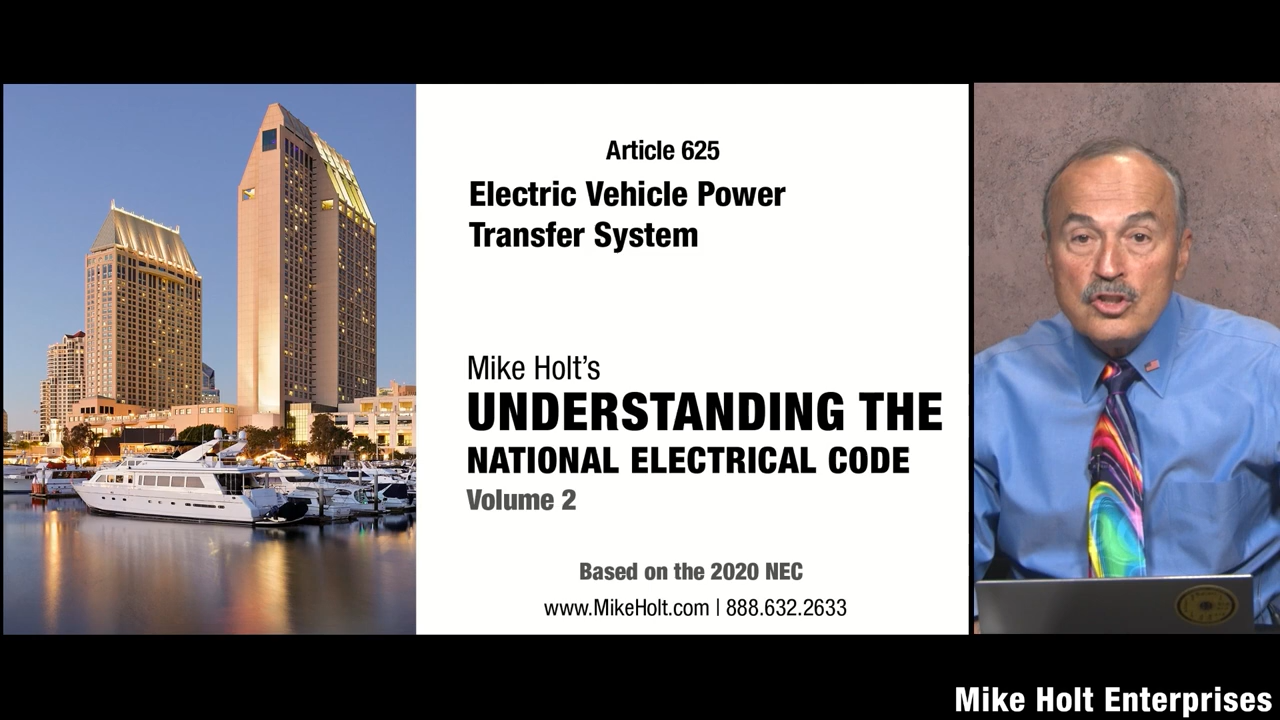 Article 625
Electric Vehicle Power
Transfer System
Mike Holt's
UNDERSTANDING THE
NATIONAL ELECTRICAL CODE
Volume 2
Based on the 2020 NEC
www.MikeHolt.com | 888.632.2633
Mike Holt Enterprises